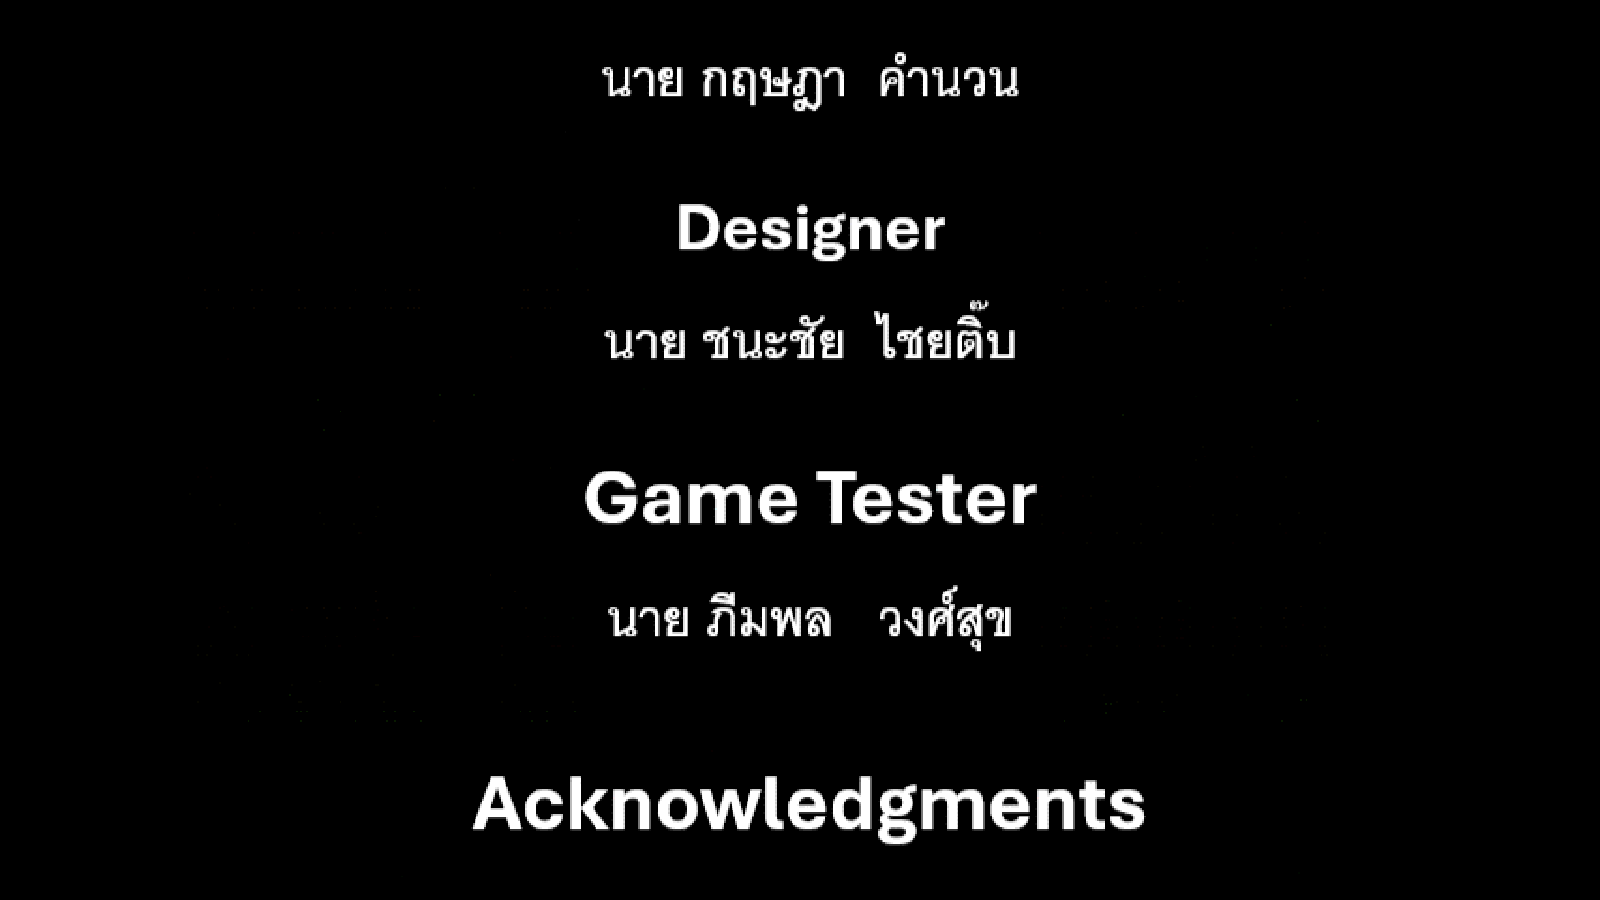 นาย กฤษฎา คำนวน
Designer
นาย ชนะชัย ไชยติ๊บ
Game Tester
นาย ภีมพล วงศ์สุข
Acknowledgments